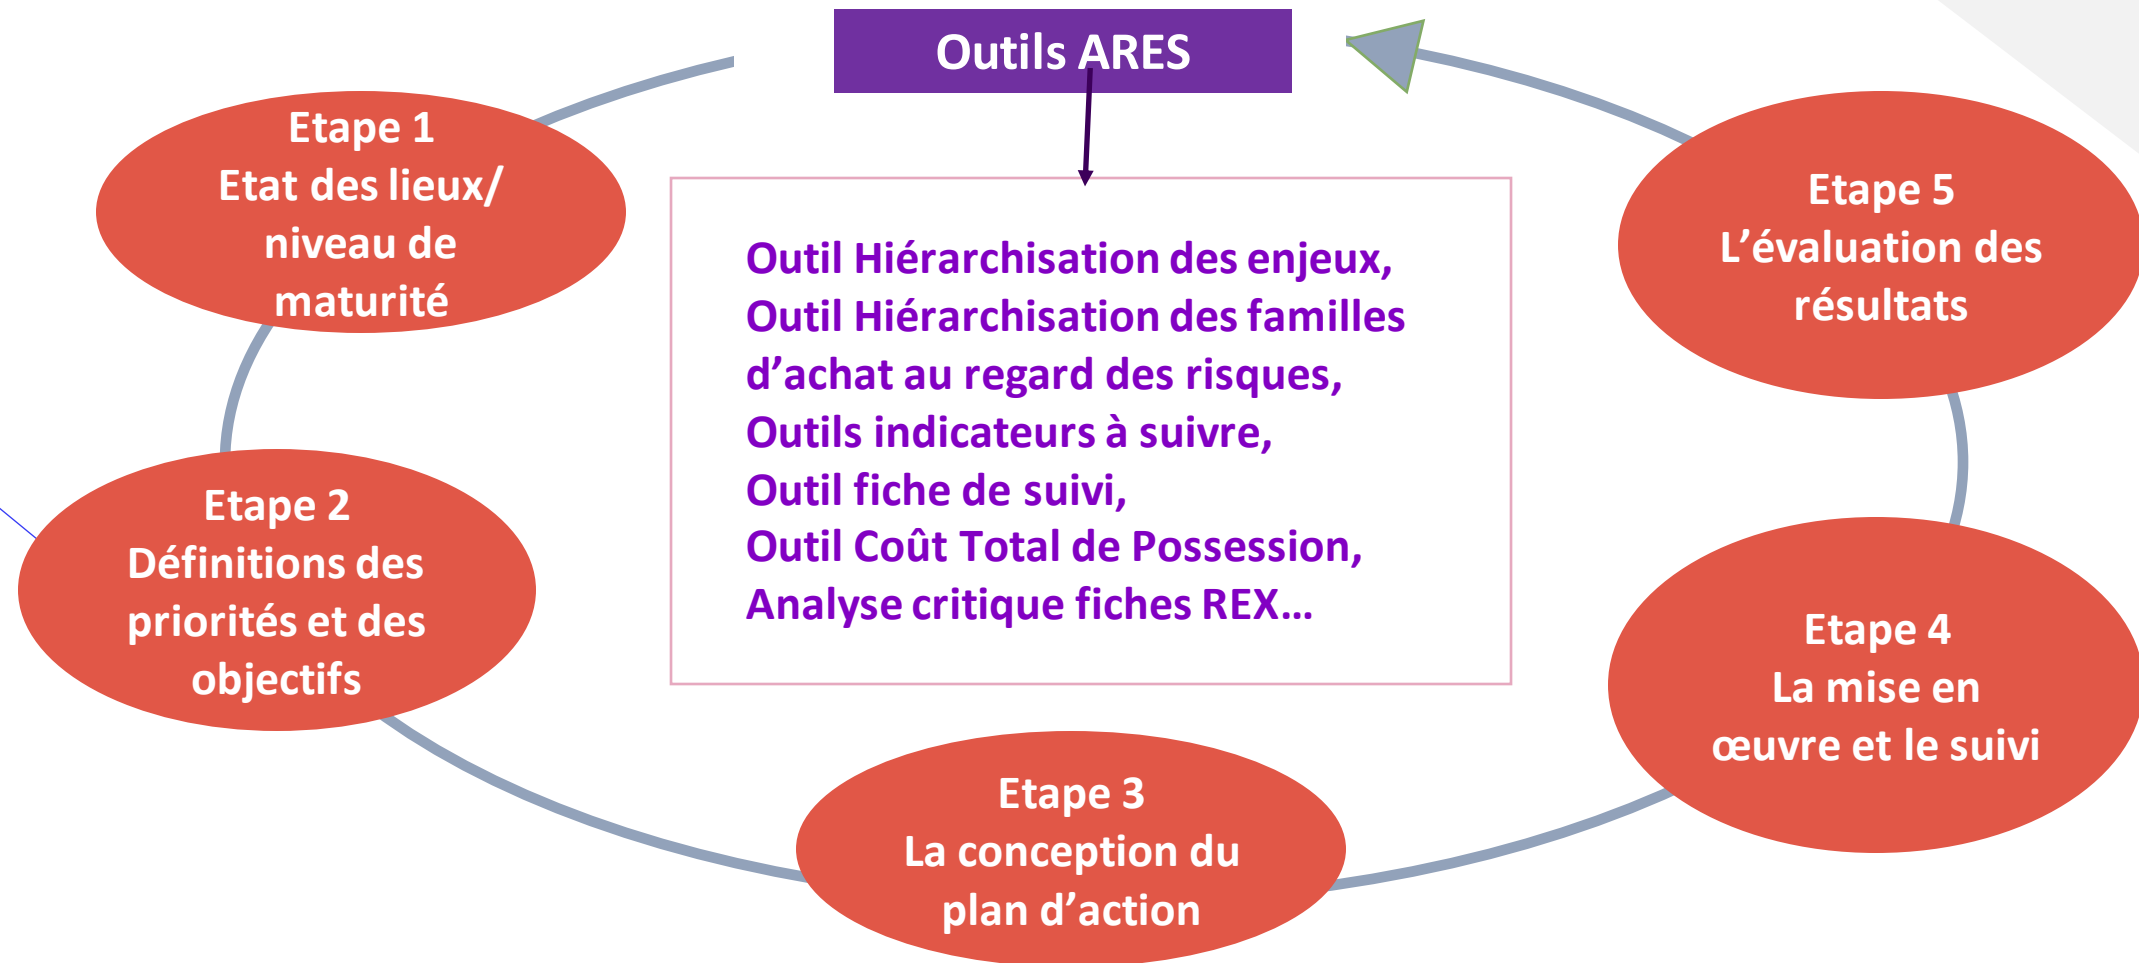 Outils ARES
Etape 1
Etat des lieux/
niveau de
maturité
Etape 2
Définitions des
priorités et des
objectifs
Outil Hiérarchisation des enjeux,
Outil Hiérarchisation des familles
d’achat au regard des risques,
Outils indicateurs à suivre,
Outil fiche de suivi,
Outil Coût Total de Possession,
Analyse critique fiches REX…
Etape 3
La conception du
plan d’action
Etape 4
La mise en
œuvre et le suivi
Etape 5
L’évaluation des
résultats